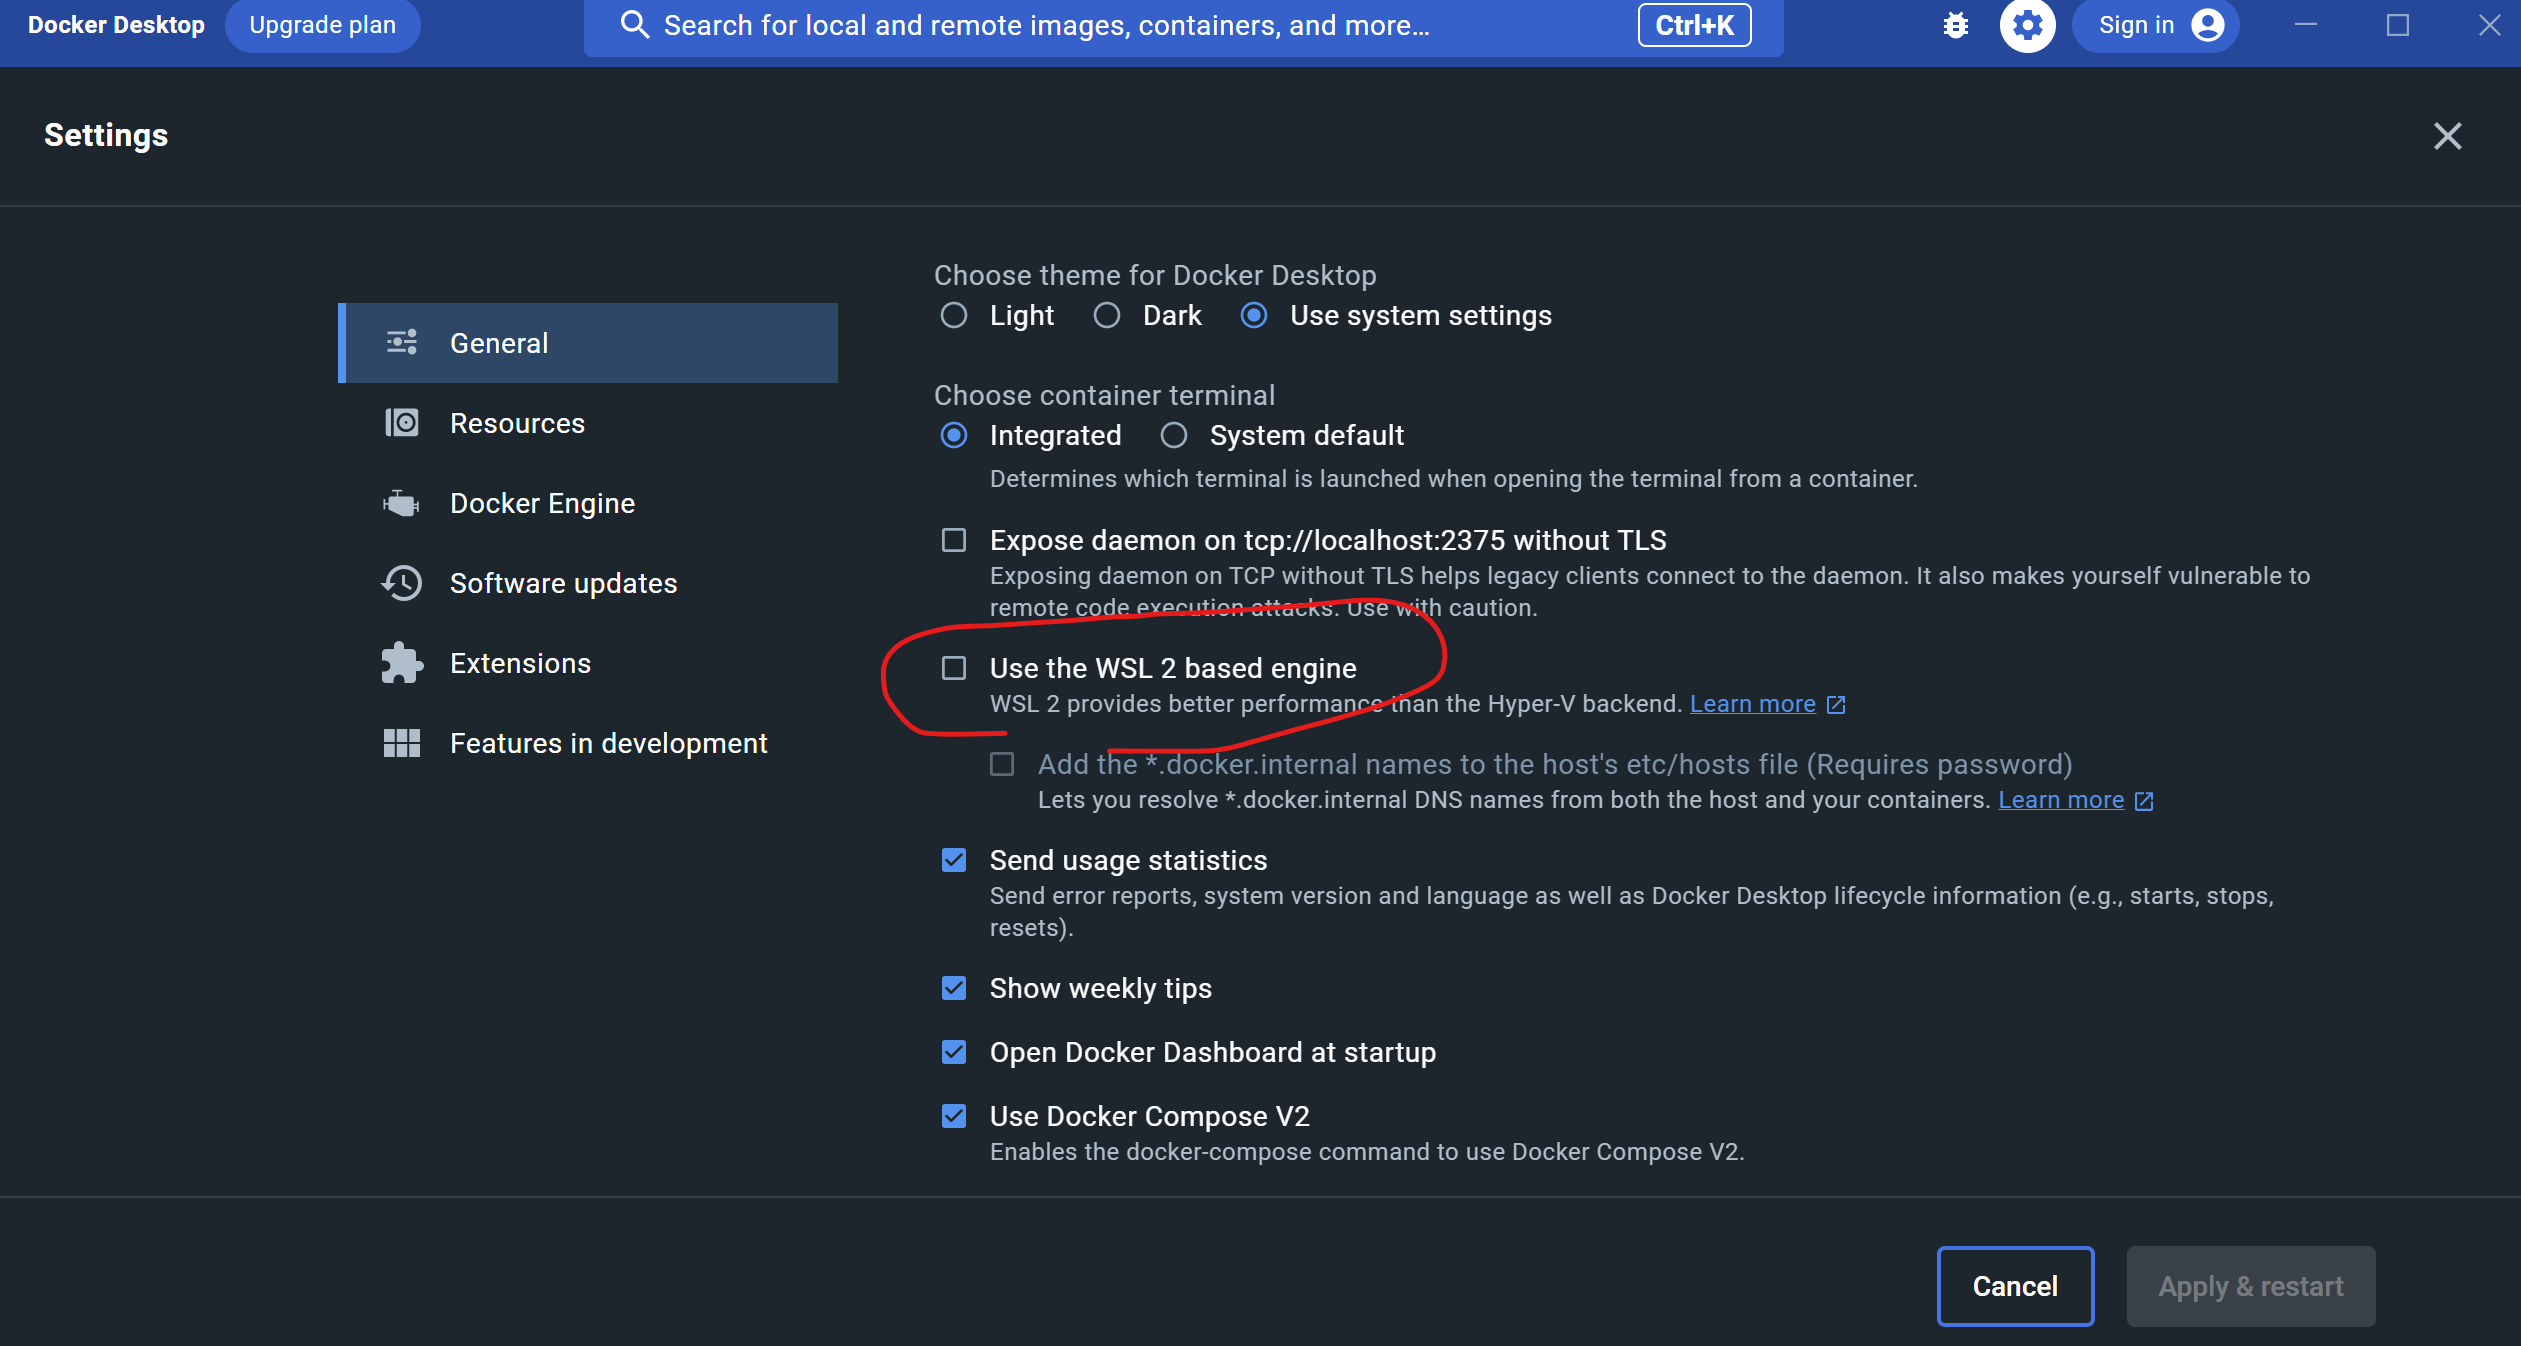 Docker Desktop Upgrade plan Search for local and remote images, containers, and more... Ctrl+K Sign in
Settings
General
Resources
Docker Engine
Software updates
Extensions
Features in development
Choose theme for Docker Desktop
Light Dark Use system settings
Choose container terminal
Integrated System default
Determines which terminal is launched when opening the terminal from a container.
Expose daemon on tcp://localhost:2375 without TLS
Exposing daemon on TCP without TLS helps legacy clients connect to the daemon. It also makes yourself vulnerable to
remote code execution attacks. Use with caution.
Use the WSL 2 based engine
WSL 2 provides better performance than the Hyper-V backend. Learn more
Add the *.docker.internal names to the host's etc/hosts file (Requires password)
Lets you resolve *.docker.internal DNS names from both the host and your containers. Learn more
Send usage statistics
Send error reports, system version and language as well as Docker Desktop lifecycle information (e.g., starts, stops,
resets).
Show weekly tips
Open Docker Dashboard at startup
Use Docker Compose V2
Enables the docker-compose command to use Docker Compose V2.
Cancel Apply & restart